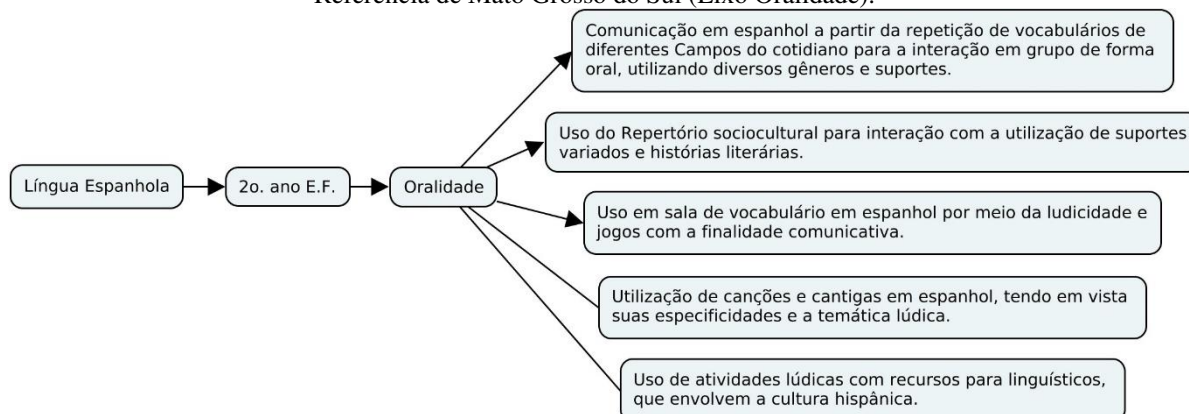 Referência de Mato Grosso do Sul (Eixo Oralidade).
Comunicação em espanhol a partir da repetição de vocabulários de
diferentes Campos do cotidiano para a interação em grupo de forma
oral, utilizando diversos gêneros e suportes.
Uso do Repertório sociocultural para interação com a utilização de suportes
variados e histórias literárias.
Língua Espanhola
2o. ano E.F.
Oralidade
Uso em sala de vocabulário em espanhol por meio da ludicidade e
jogos com a finalidade comunicativa.
Utilização de canções e cantigas em espanhol, tendo em vista
suas especificidades e a temática lúdica.
Uso de atividades lúdicas com recursos para linguísticos,
que envolvem a cultura hispânica.